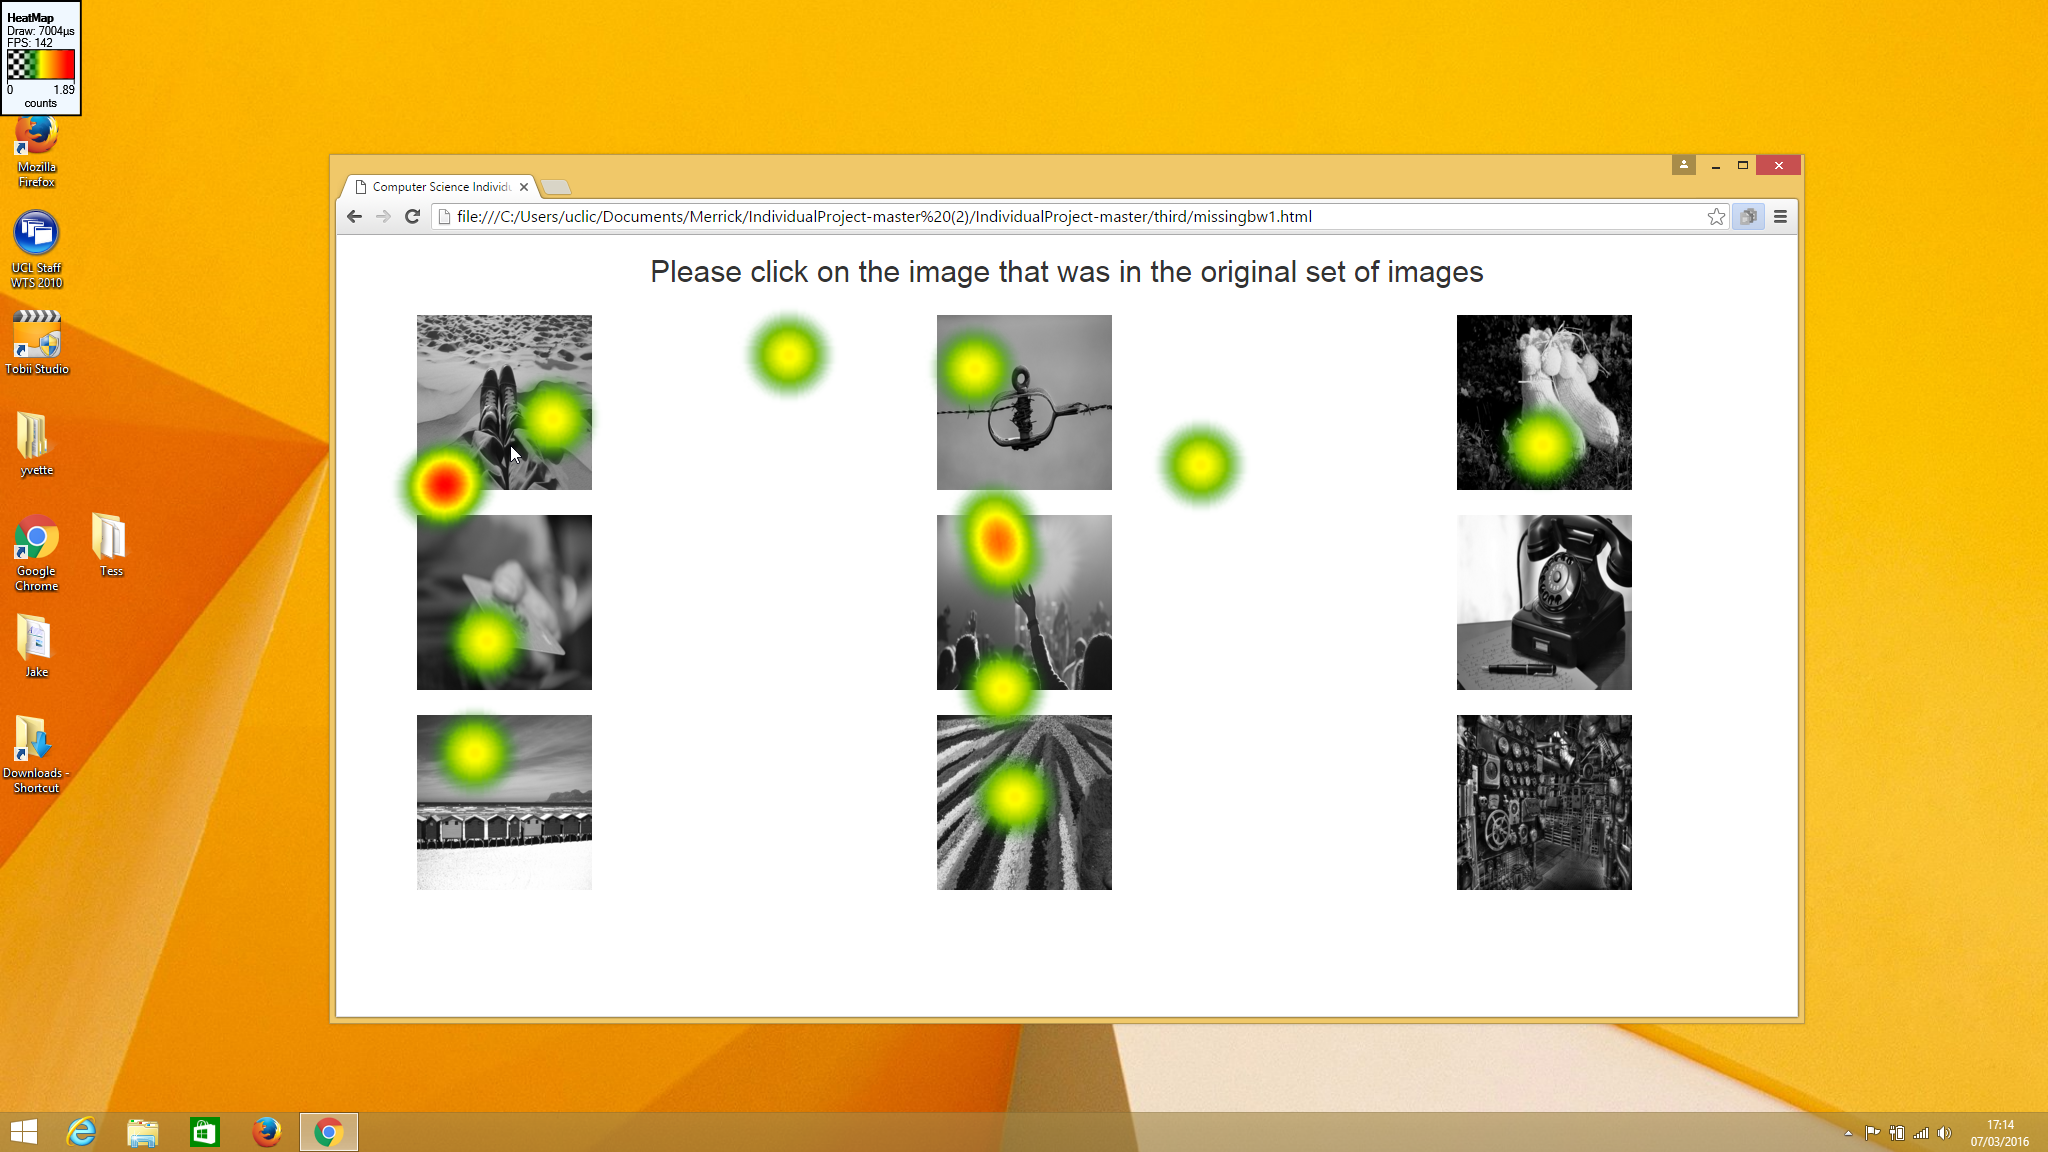 HeatMap
Draw: 7004µs
FPS: 142
0 1.89
counts
Mozilla
Firefox
UCL Staff
WTS 2010
Tobii Studio
yvette
Google
Chrome
Tess
Jake
Downloads -
Shortcut
Computer Science Individu
file:///C:/Users/uclic/Documents/Merrick/IndividualProject-master%20(2)/IndividualProject-master/third/missingbw1.html
Please click on the image that was in the original set of images
17:14
07/03/2016